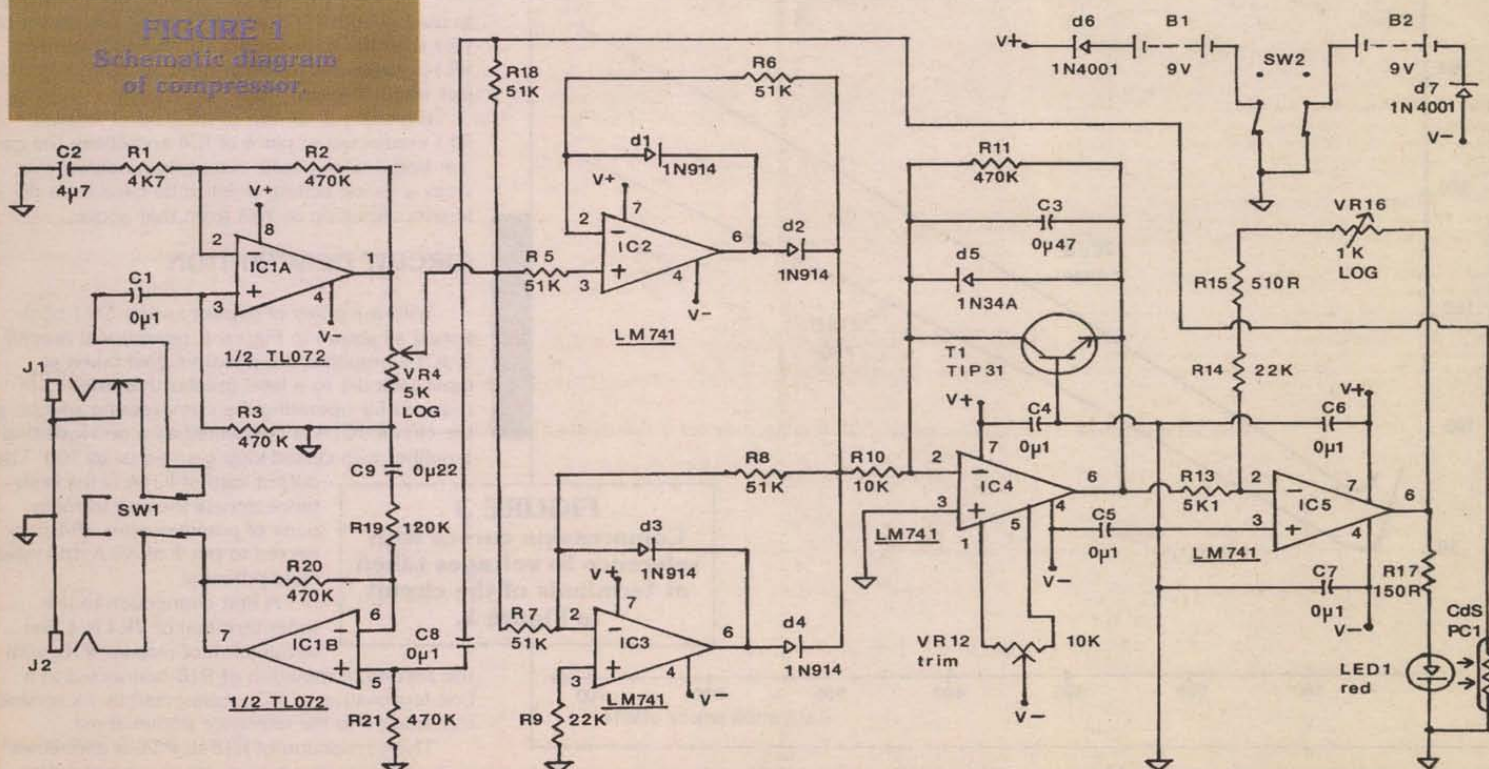 FIGURE 1
Schematic diagram
of compressor.
C2
4µ7
R1
4K7
R2
470K
V+
8
2
IC1A
1
C1
0µ1
3
4
V-
1/2 TL072
J1
R3
470K
SW1
J2
R18
51K
VR4
5K
LOG
C9
0µ22
R19
120K
R20
470K
7
IC1B
6
5
1/2 TL072
C8
0µ1
R21
470K
R6
51K
d1
1N914
V+
7
2
IC2
6
d2
1N914
R5
51K
3
4
V-
LM741
R8
51K
d3
1N914
V+
7
R7
51K
2
IC3
6
d4
1N914
3
4
V-
R9
22K
LM741
R10
10K
R11
470K
C3
0µ47
d5
1N34A
T1
TIP31
V+
7
C4
0µ1
2
IC4
6
3
1
5
4
V-
LM741
C5
0µ1
VR12
trim
10K
V-
V+
d6
1N4001
B1
9V
SW2
B2
9V
d7
1N4001
V-
VR16
1K
LOG
R15
510R
R14
22K
R13
5K1
V+
C6
0µ1
2
7
IC5
6
3
4
LM741
C7
0µ1
V-
R17
150R
LED1
red
CdS
PC1